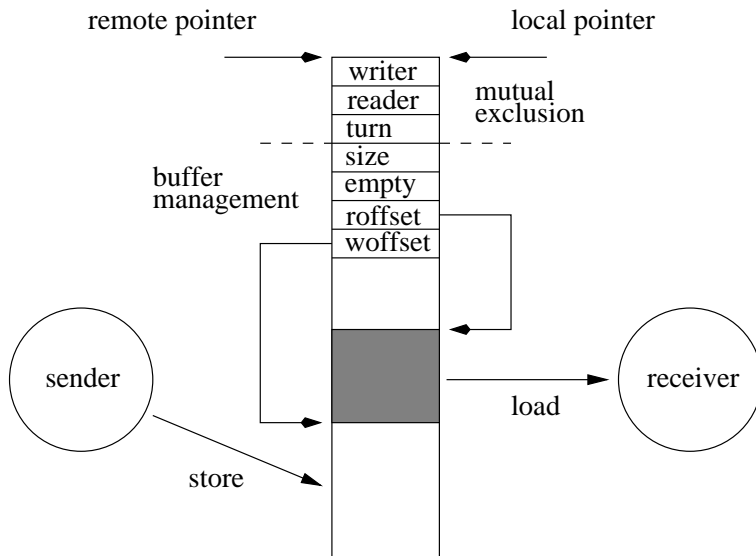 remote pointer
local pointer
writer
reader
turn
mutual
exclusion
size
empty
roffset
woffset
buffer
management
sender
receiver
load
store